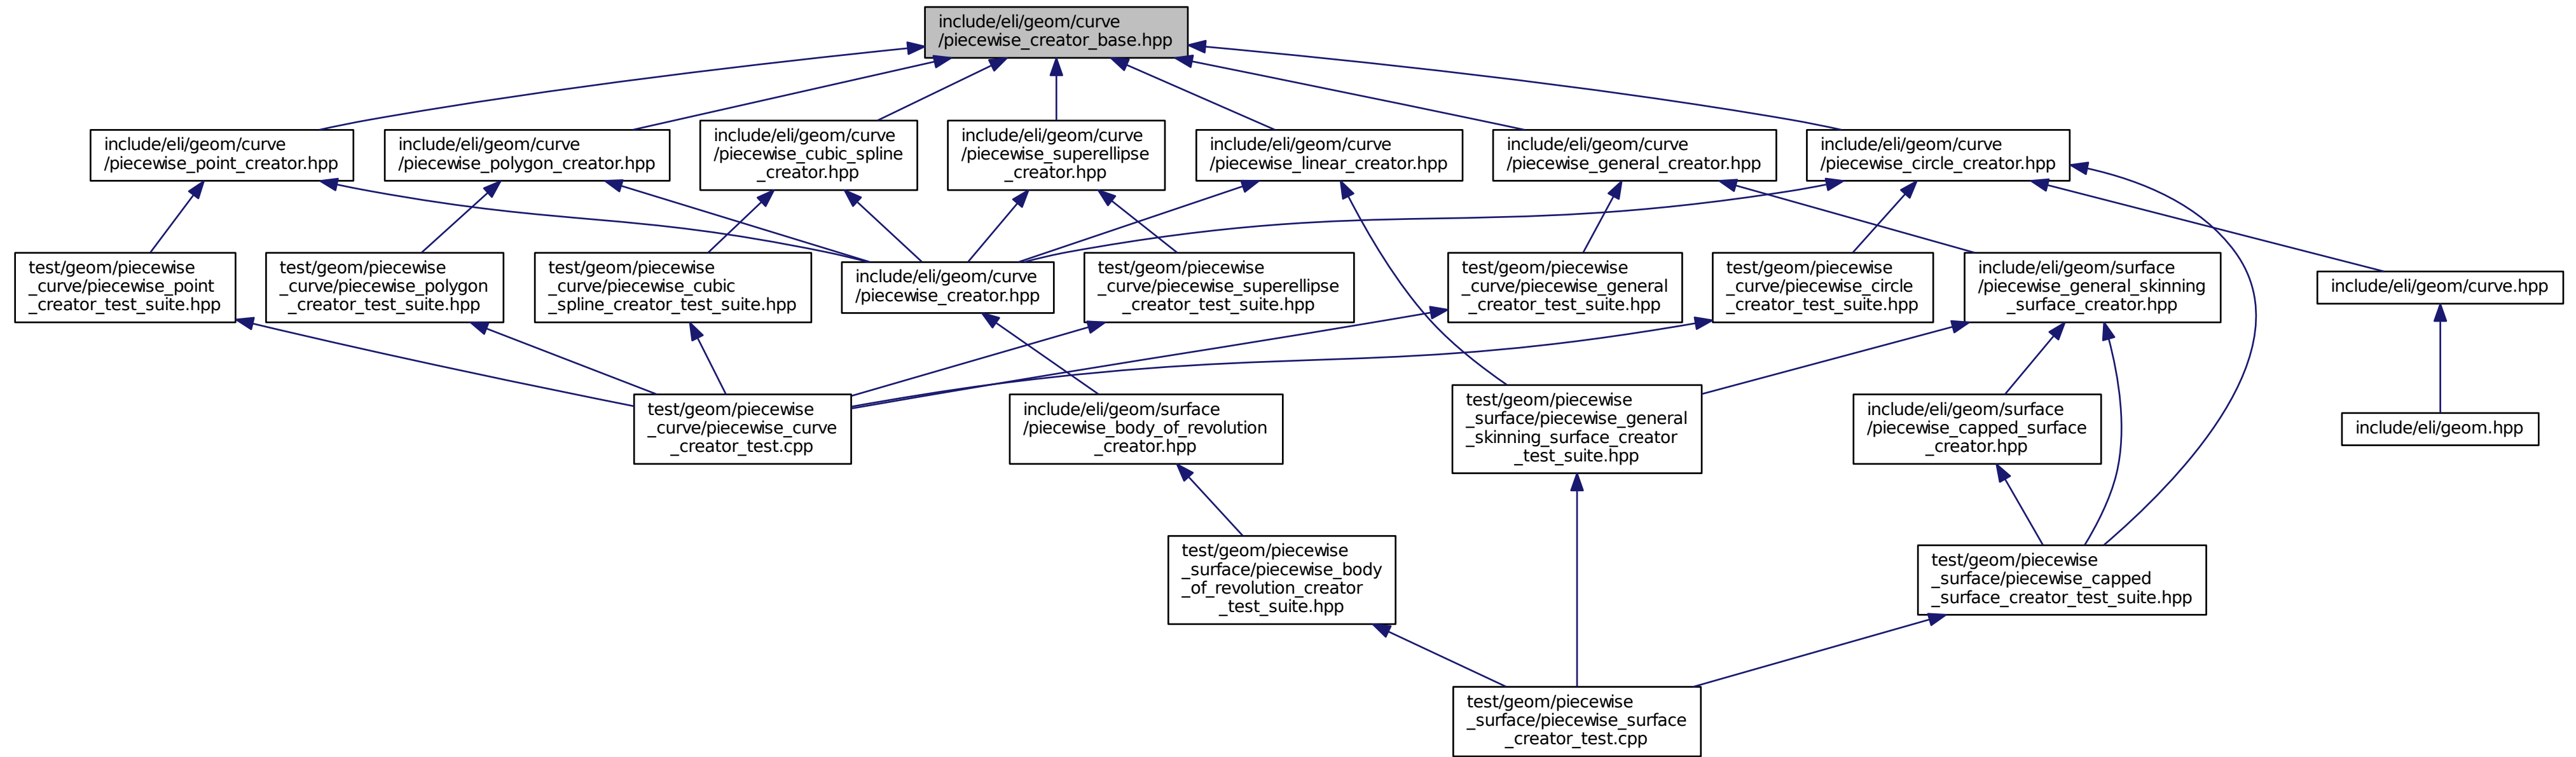 include/eli/geom/curve
/piecewise_creator_base.hpp
include/eli/geom/curve
/piecewise_point_creator.hpp
include/eli/geom/curve
/piecewise_polygon_creator.hpp
include/eli/geom/curve
/piecewise_cubic_spline
_creator.hpp
include/eli/geom/curve
/piecewise_superellipse
_creator.hpp
include/eli/geom/curve
/piecewise_linear_creator.hpp
include/eli/geom/curve
/piecewise_general_creator.hpp
include/eli/geom/curve
/piecewise_circle_creator.hpp
test/geom/piecewise
_curve/piecewise_point
_creator_test_suite.hpp
test/geom/piecewise
_curve/piecewise_polygon
_creator_test_suite.hpp
test/geom/piecewise
_curve/piecewise_cubic
_spline_creator_test_suite.hpp
include/eli/geom/curve
/piecewise_creator.hpp
test/geom/piecewise
_curve/piecewise_superellipse
_creator_test_suite.hpp
test/geom/piecewise
_curve/piecewise_general
_creator_test_suite.hpp
test/geom/piecewise
_curve/piecewise_circle
_creator_test_suite.hpp
include/eli/geom/surface
/piecewise_general_skinning
_surface_creator.hpp
include/eli/geom/curve.hpp
test/geom/piecewise
_curve/piecewise_curve
_creator_test.cpp
include/eli/geom/surface
/piecewise_body_of_revolution
_creator.hpp
test/geom/piecewise
_surface/piecewise_general
_skinning_surface_creator
_test_suite.hpp
include/eli/geom/surface
/piecewise_capped_surface
_creator.hpp
include/eli/geom.hpp
test/geom/piecewise
_surface/piecewise_body
_of_revolution_creator
_test_suite.hpp
test/geom/piecewise
_surface/piecewise_capped
_surface_creator_test_suite.hpp
test/geom/piecewise
_surface/piecewise_surface
_creator_test.cpp